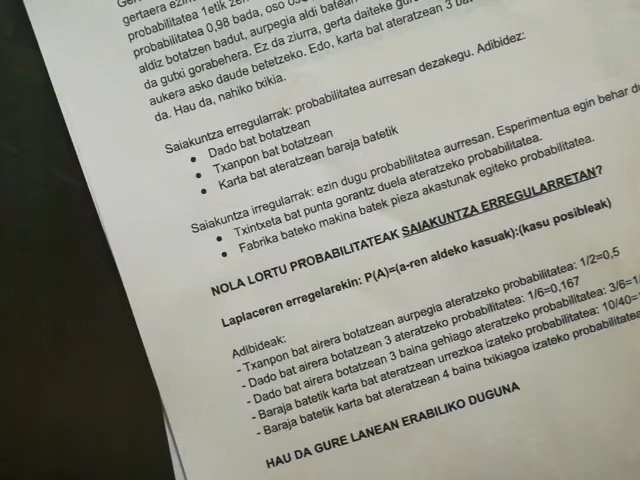 gertaera ezin
probabilitatea 1etik
probabilitatea 0,98 bada, oso
aldiz botatzen badut, aurpegia aldi batean
da gutxi gorabehera. Ez da ziurra, gerta daiteke
aukera asko daude betetzeko. Edo, karta bat ateratzean 3 bat
da. Hau da, nahiko txikia.
Saiakuntza erregularrak: probabilitatea aurresan dezakegu. Adibidez:
• Dado bat botatzean
• Txanpon bat botatzean
• Karta bat ateratzean baraja batetik
Saiakuntza irregularrak: ezin dugu probabilitatea aurresan. Esperimentua egin behar
• Txintxeta bat punta gorantz duela ateratzeko probabilitatea.
• Fabrika bateko makina batek pieza akastunak egiteko probabilitatea.
NOLA LORTU PROBABILITATEAK SAIAKUNTZA ERREGULARRETAN?
Laplaceren erregelarekin: P(A)=(a-ren aldeko kasuak):(kasu posibleak)
Adibideak:
- Txanpon bat airera botatzean aurpegia ateratzeko probabilitatea: 1/2=0,5
- Dado bat airera botatzean 3 ateratzeko probabilitatea: 1/6=0,167
- Dado bat airera botatzean 3 baina gehiago ateratzeko probabilitatea: 3/6=
- Baraja batetik karta bat ateratzean urrezkoa izateko probabilitatea: 10/40=
- Baraja batetik karta bat ateratzean 4 baina txikiagoa izateko probabilitatea
HAU DA GURE LANEAN ERABILIKO DUGUNA